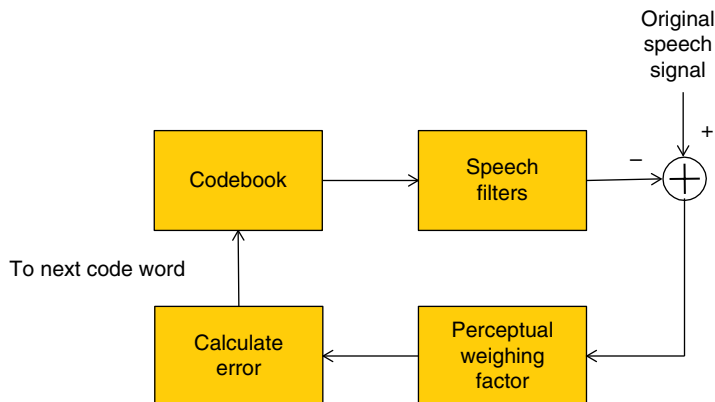 Original
speech
signal
+
−
Codebook
Speech
filters
To next code word
Calculate
error
Perceptual
weighing
factor